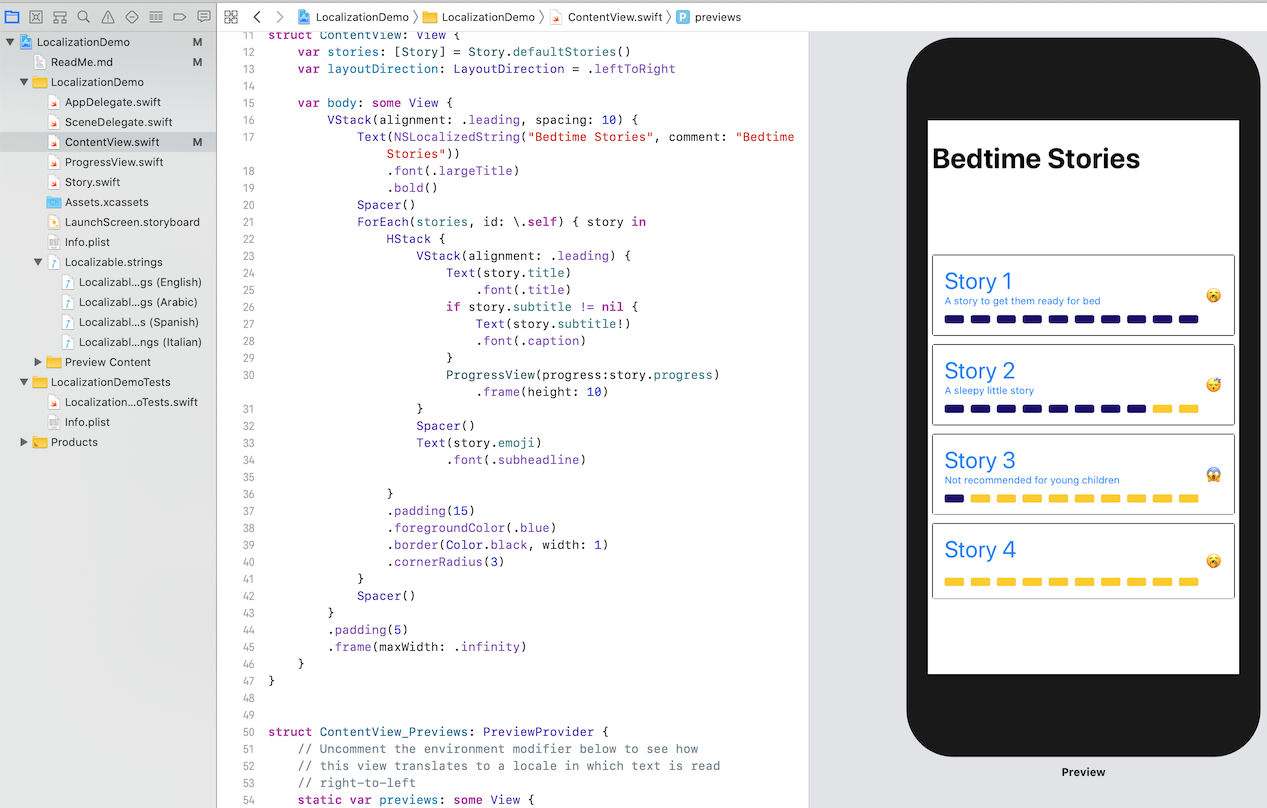 LocalizationDemo LocalizationDemo ContentView.swift P previews
LocalizationDemo M
ReadMe.md M
LocalizationDemo
AppDelegate.swift
SceneDelegate.swift
ContentView.swift M
ProgressView.swift
Story.swift
Assets.xcassets
LaunchScreen.storyboard
Info.plist
Localizable.strings
Localizabl...gs (English)
Localizabl...gs (Arabic)
Localizabl...s (Spanish)
Localizabl...ngs (Italian)
Preview Content
LocalizationDemoTests
Localization...oTests.swift
Info.plist
Products
11 struct ContentView: View {
12 var stories: [Story] = Story.defaultStories()
13 var layoutDirection: LayoutDirection = .leftToRight
14
15 var body: some View {
16 VStack(alignment: .leading, spacing: 10) {
17 Text(NSLocalizedString("Bedtime Stories", comment: "Bedtime
Stories"))
18 .font(.largeTitle)
19 .bold()
20 Spacer()
21 ForEach(stories, id: \.self) { story in
22 HStack {
23 VStack(alignment: .leading) {
24 Text(story.title)
25 .font(.title)
26 if story.subtitle != nil {
27 Text(story.subtitle!)
28 .font(.caption)
29 }
30 ProgressView(progress:story.progress)
.frame(height: 10)
31 }
32 Spacer()
33 Text(story.emoji)
34 .font(.subheadline)
35
36 }
37 .padding(15)
38 .foregroundColor(.blue)
39 .border(Color.black, width: 1)
40 .cornerRadius(3)
41 }
42 Spacer()
43 }
44 .padding(5)
45 .frame(maxWidth: .infinity)
46 }
47 }
48
49
50 struct ContentView_Previews: PreviewProvider {
51 // Uncomment the environment modifier below to see how
52 // this view translates to a locale in which text is read
53 // right-to-left
54 static var previews: some View {
Bedtime Stories
Story 1
A story to get them ready for bed
Story 2
A sleepy little story
Story 3
Not recommended for young children
Story 4
Preview